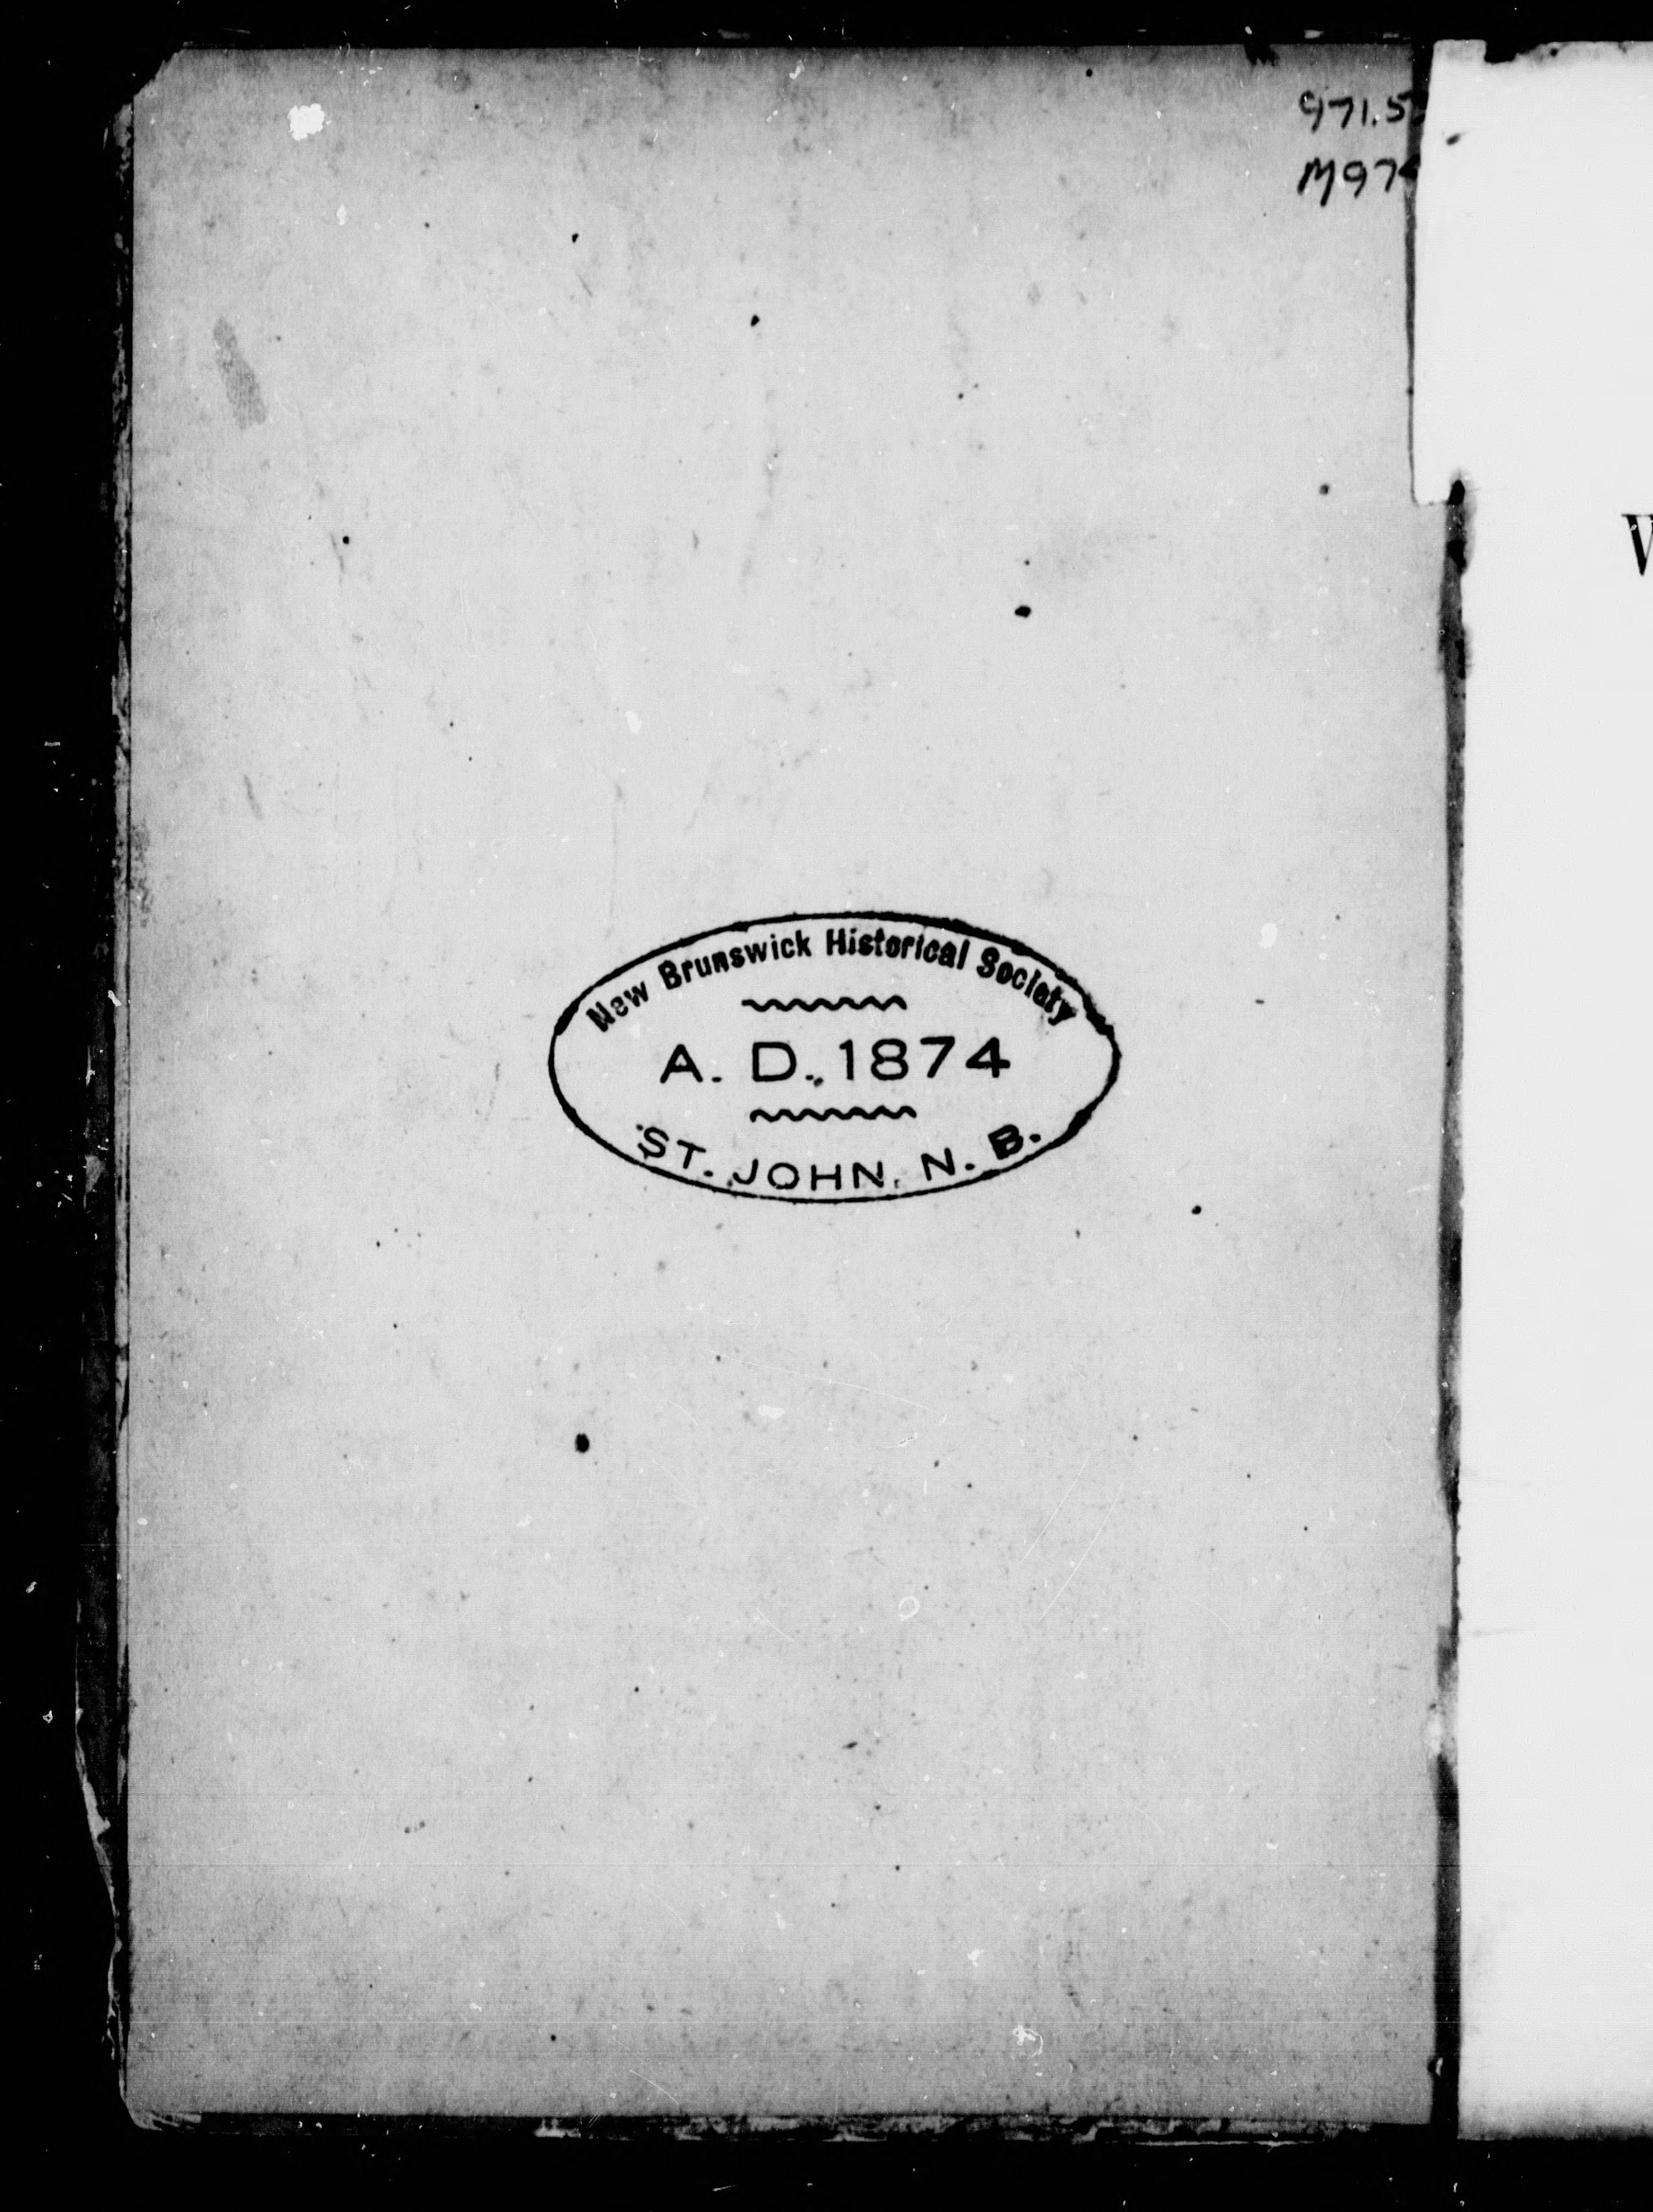 971.5
M97
New Brunswick Historical Society
A. D. 1874
ST. JOHN, N. B.